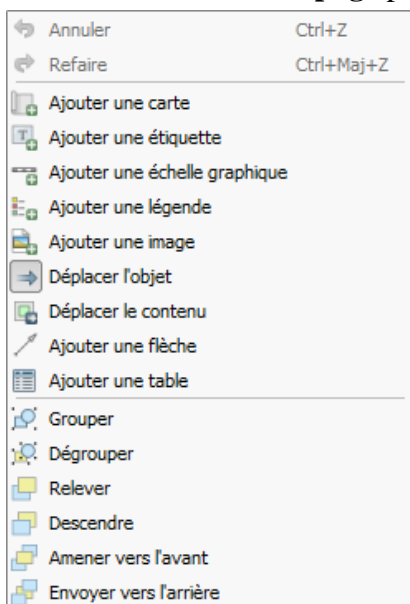 Annuler Ctrl+Z
Refaire Ctrl+Maj+Z
Ajouter une carte
Ajouter une étiquette
Ajouter une échelle graphique
Ajouter une légende
Ajouter une image
Déplacer l'objet
Déplacer le contenu
Ajouter une flèche
Ajouter une table
Grouper
Dégrouper
Relever
Descendre
Amener vers l'avant
Envoyer vers l'arrière